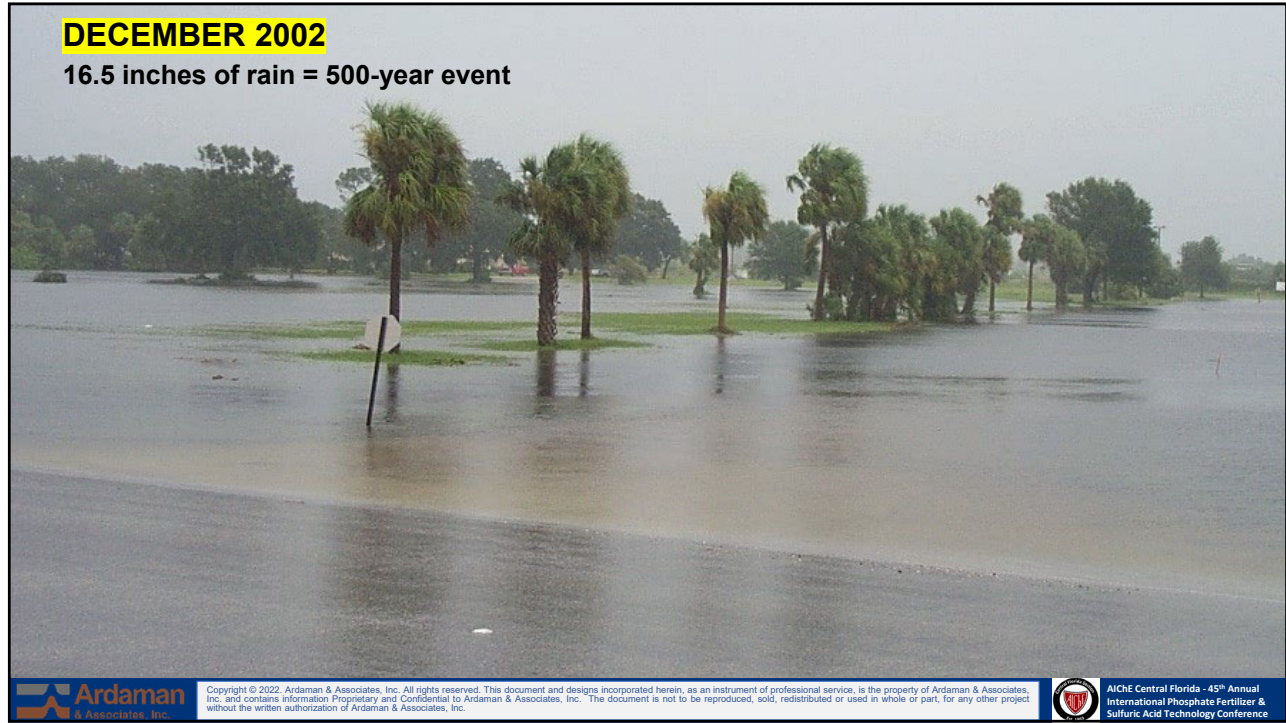 DECEMBER 2002
16.5 inches of rain = 500-year event
Ardaman
& Associates, Inc.
Copyright © 2022. Ardaman & Associates, Inc. All rights reserved. This document and designs incorporated herein, as an instrument of professional service, is the property of Ardaman & Associates,
Inc. and contains information Proprietary and Confidential to Ardaman & Associates, Inc. The document is not to be reproduced, sold, redistributed or used in whole or part, for any other project
without the written authorization of Ardaman & Associates, Inc.
AIChE Central Florida - 45th Annual
International Phosphate Fertilizer &
Sulfuric Acid Technology Conference